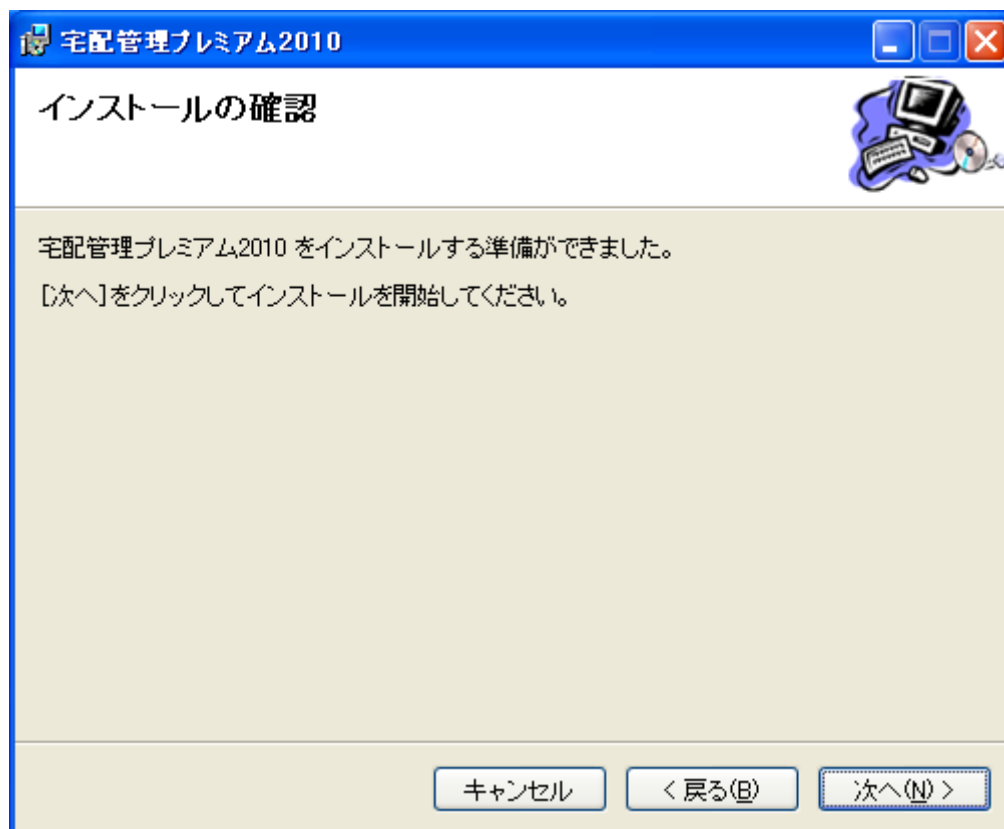 宅配管理プレミアム2010
インストールの確認
宅配管理プレミアム2010 をインストールする準備ができました。
[次へ]をクリックしてインストールを開始してください。
キャンセル
< 戻る(B)
次へ(N) >